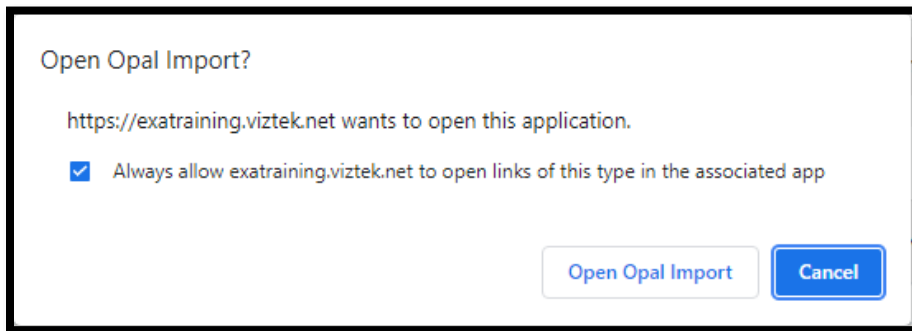 Open Opal Import?
https://exatraining.viztek.net wants to open this application.
Always allow exatraining.viztek.net to open links of this type in the associated app
Open Opal Import
Cancel